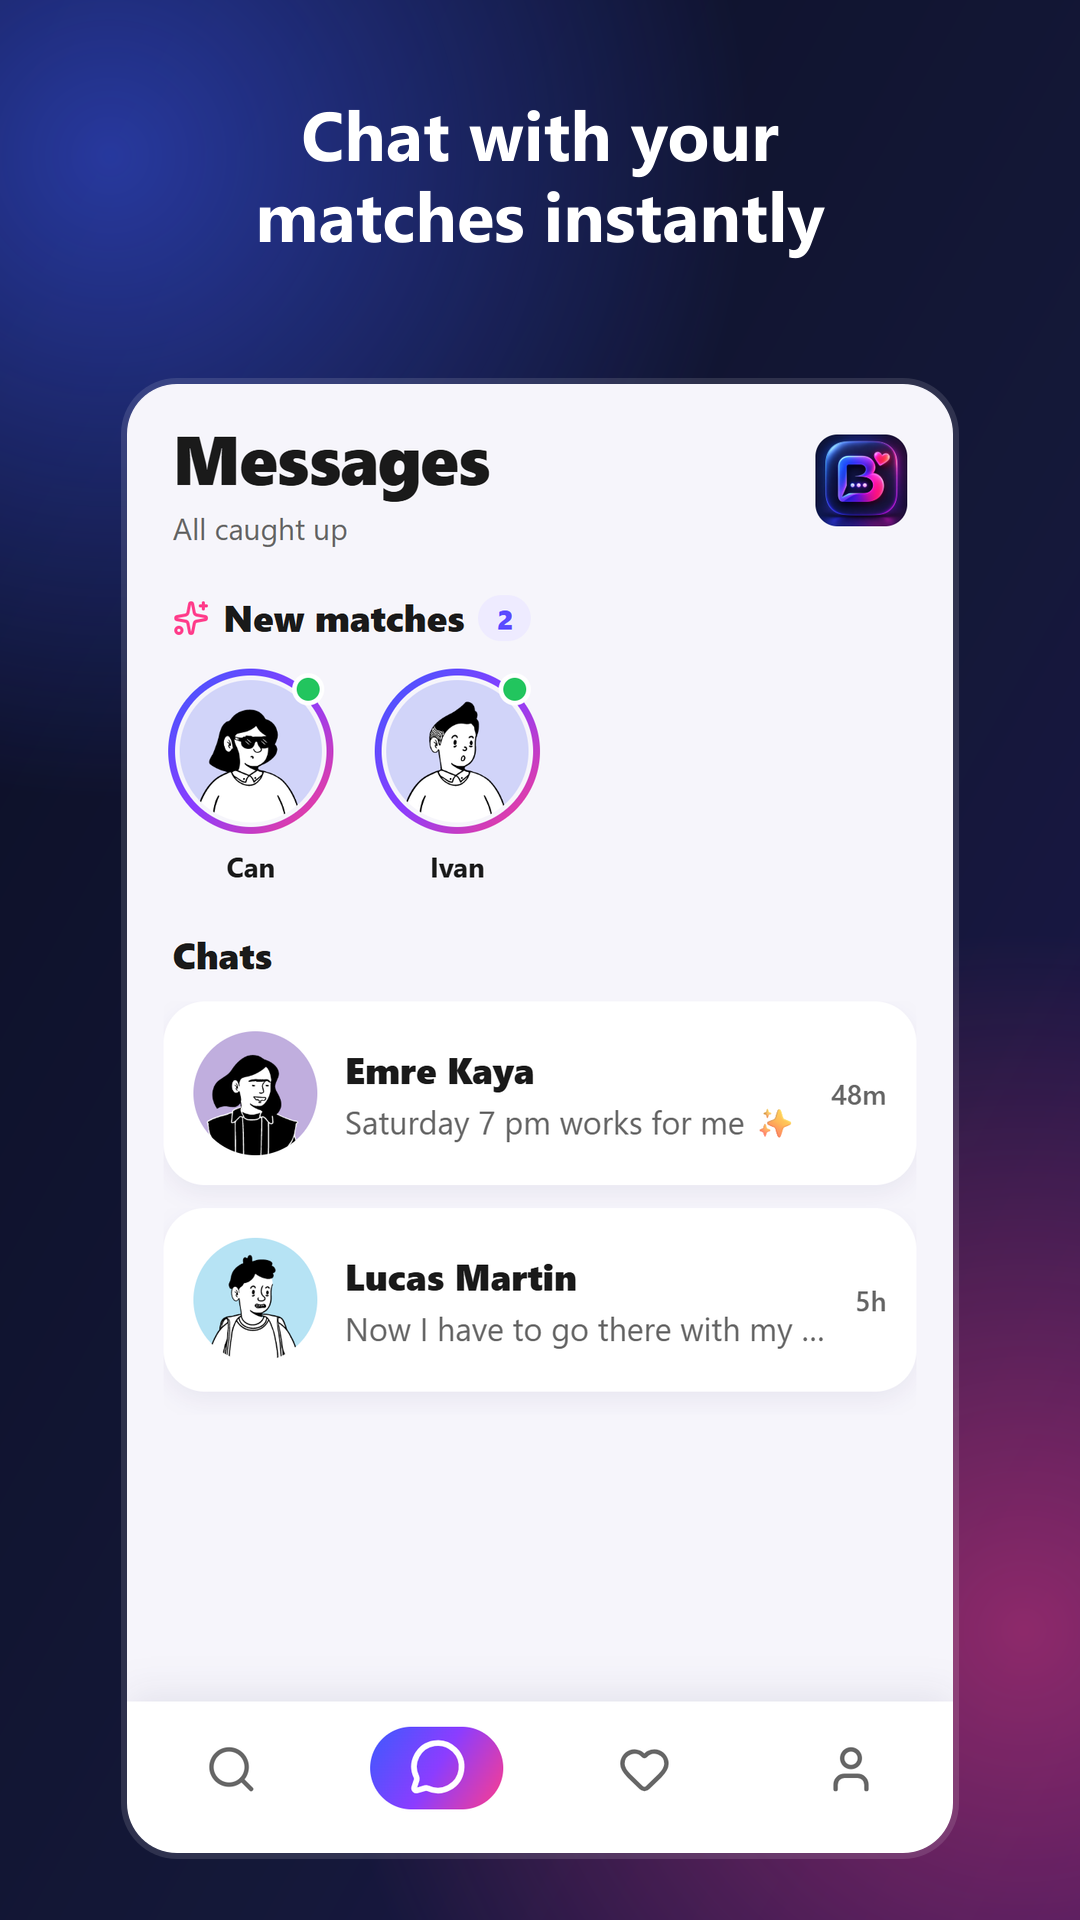 Chat with your
matches instantly
Messages
All caught up
B
New matches 2
Can
Ivan
Chats
Emre Kaya
48m
Saturday 7 pm works for me ✨
Lucas Martin
5h
Now I have to go there with my ...